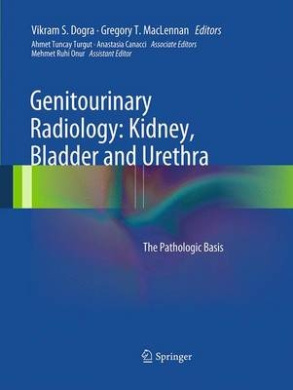 Vikram S. Dogra · Gregory T. MacLennan Editors
Ahmet Tuncay Turgut · Anastasia Canacci Associate Editors
Mehmet Ruhi Onur Assistant Editor
Genitourinary
Radiology: Kidney,
Bladder and Urethra
The Pathologic Basis
Springer